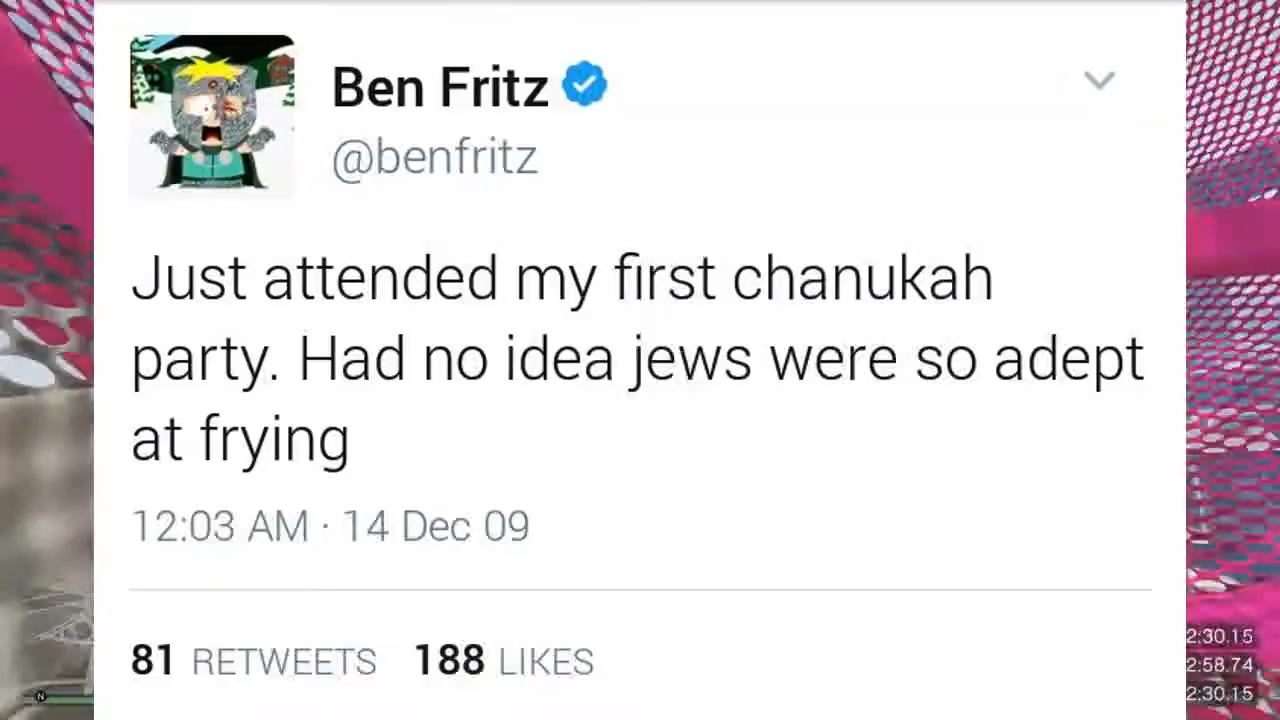 Ben Fritz
@benfritz
Just attended my first chanukah
party. Had no idea jews were so adept
at frying
12:03 AM · 14 Dec 09
81 RETWEETS 188 LIKES
2:30.15
2:58.74
2:30.15
N